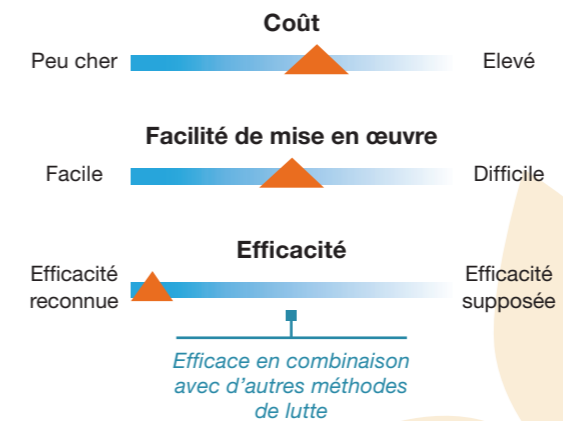 Coût
Peu cher
Elevé
Facilité de mise en œuvre
Facile
Difficile
Efficacité
Efficacité
reconnue
Efficacité
supposée
Efficace en combinaison
avec d'autres méthodes
de lutte